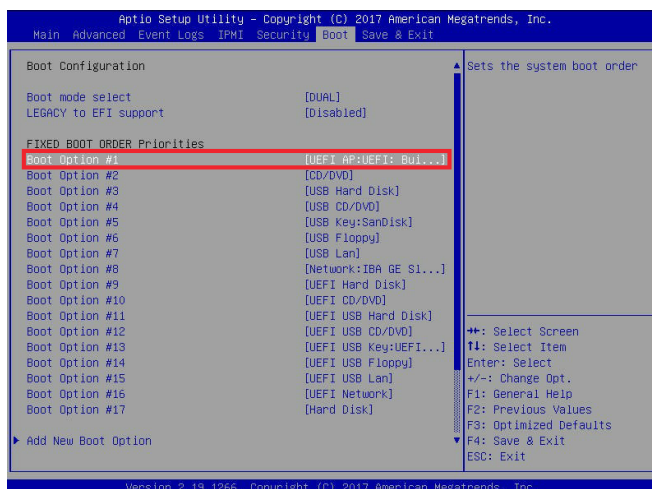 Aptio Setup Utility – Copyright (C) 2017 American Megatrends, Inc.
Main Advanced Event Logs IPMI Security Boot Save & Exit
Boot Configuration
Boot mode select [DUAL]
LEGACY to EFI support [Disabled]
FIXED BOOT ORDER Priorities
Boot Option #1 [UEFI AP:UEFI: Bui...]
Boot Option #2 [CD/DVD]
Boot Option #3 [USB Hard Disk]
Boot Option #4 [USB CD/DVD]
Boot Option #5 [USB Key:SanDisk]
Boot Option #6 [USB Floppy]
Boot Option #7 [USB Lan]
Boot Option #8 [Network:IBA GE Sl...]
Boot Option #9 [UEFI Hard Disk]
Boot Option #10 [UEFI CD/DVD]
Boot Option #11 [UEFI USB Hard Disk]
Boot Option #12 [UEFI USB CD/DVD]
Boot Option #13 [UEFI USB Key:UEFI...]
Boot Option #14 [UEFI USB Floppy]
Boot Option #15 [UEFI USB Lan]
Boot Option #16 [UEFI Network]
Boot Option #17 [Hard Disk]
Add New Boot Option
Sets the system boot order
→←: Select Screen
↑↓: Select Item
Enter: Select
+/-: Change Opt.
F1: General Help
F2: Previous Values
F3: Optimized Defaults
F4: Save & Exit
ESC: Exit
Version 2.19.1266. Copyright (C) 2017 American Megatrends, Inc.